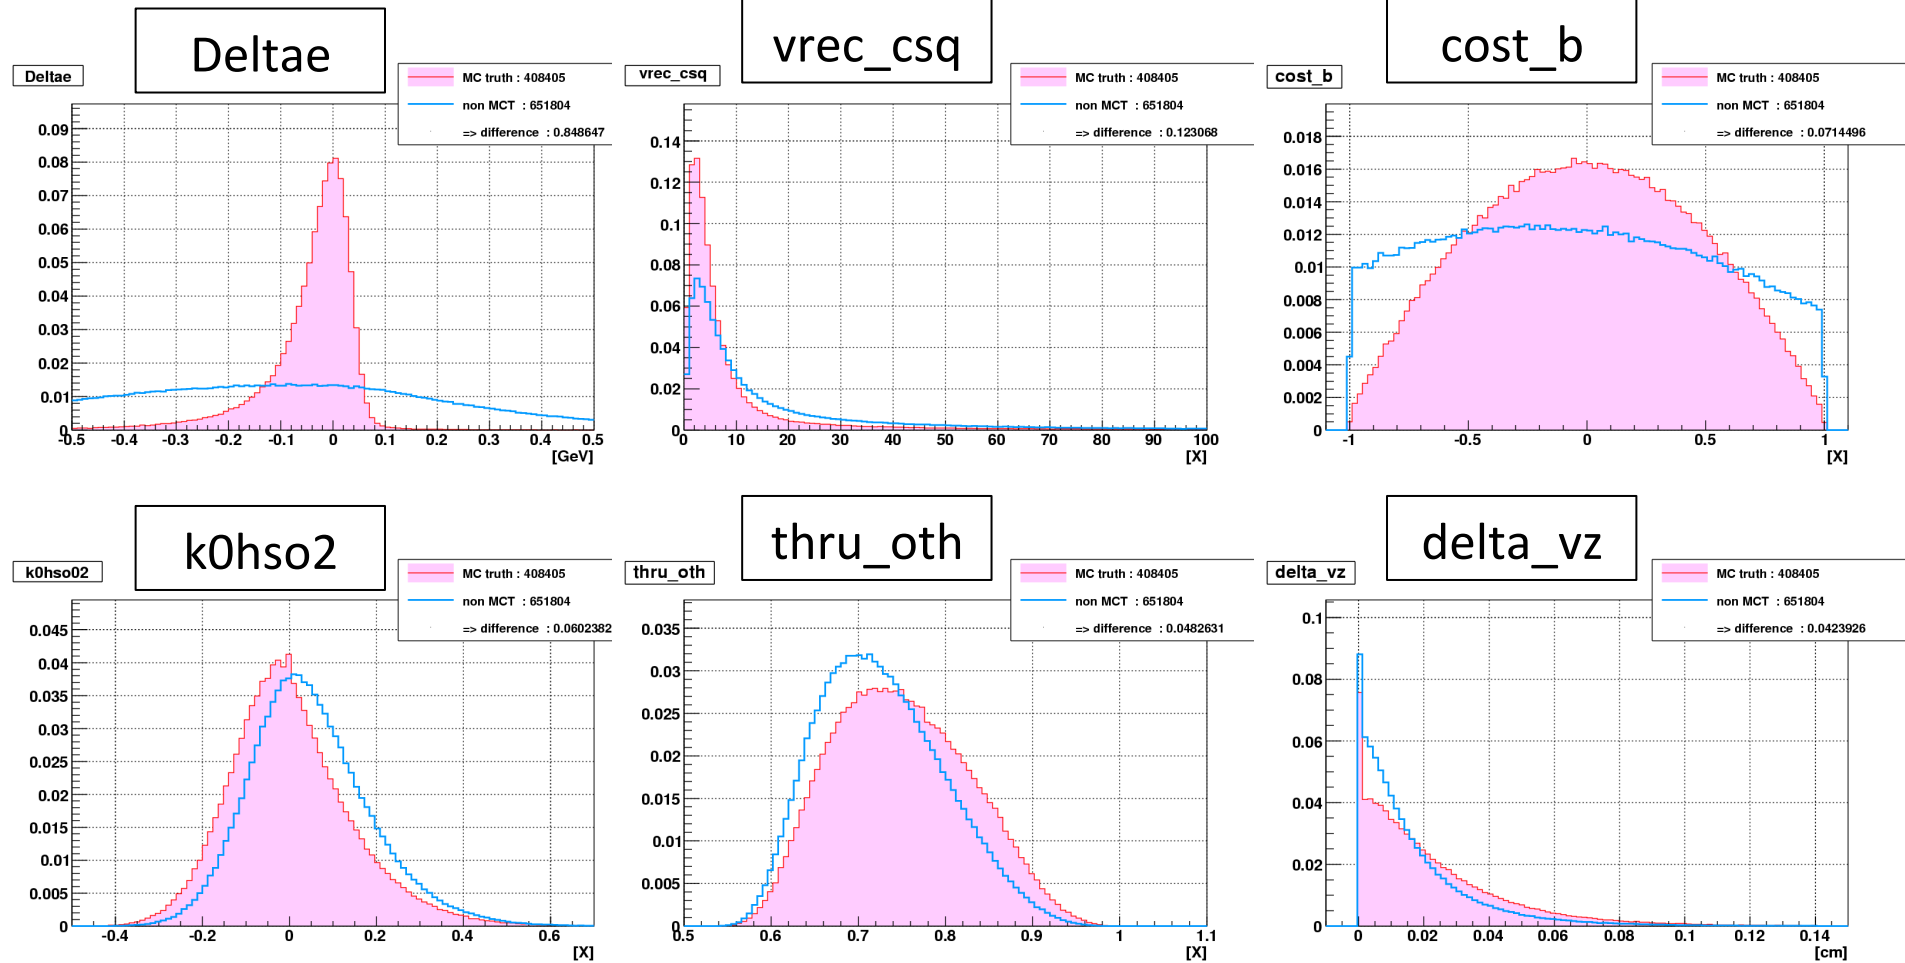 Deltae
Deltae
MC truth : 408405
non MCT : 651804
=> difference : 0.848647
0.09
0.08
0.07
0.06
0.05
0.04
0.03
0.02
0.01
0
-0.5 -0.4 -0.3 -0.2 -0.1 0 0.1 0.2 0.3 0.4 0.5
[GeV]
vrec_csq
vrec_csq
MC truth : 408405
non MCT : 651804
=> difference : 0.123068
0.14
0.12
0.1
0.08
0.06
0.04
0.02
0
0 10 20 30 40 50 60 70 80 90 100
[X]
cost_b
cost_b
MC truth : 408405
non MCT : 651804
=> difference : 0.0714496
0.018
0.016
0.014
0.012
0.01
0.008
0.006
0.004
0.002
0
-1 -0.5 0 0.5 1
[X]
k0hso2
k0hso02
MC truth : 408405
non MCT : 651804
=> difference : 0.0602382
0.045
0.04
0.035
0.03
0.025
0.02
0.015
0.01
0.005
0
-0.4 -0.2 0 0.2 0.4 0.6
[X]
thru_oth
thru_oth
MC truth : 408405
non MCT : 651804
=> difference : 0.0482631
0.035
0.03
0.025
0.02
0.015
0.01
0.005
0
0.5 0.6 0.7 0.8 0.9 1 1.1
[X]
delta_vz
delta_vz
MC truth : 408405
non MCT : 651804
=> difference : 0.0423926
0.1
0.08
0.06
0.04
0.02
0
0 0.02 0.04 0.06 0.08 0.1 0.12 0.14
[cm]